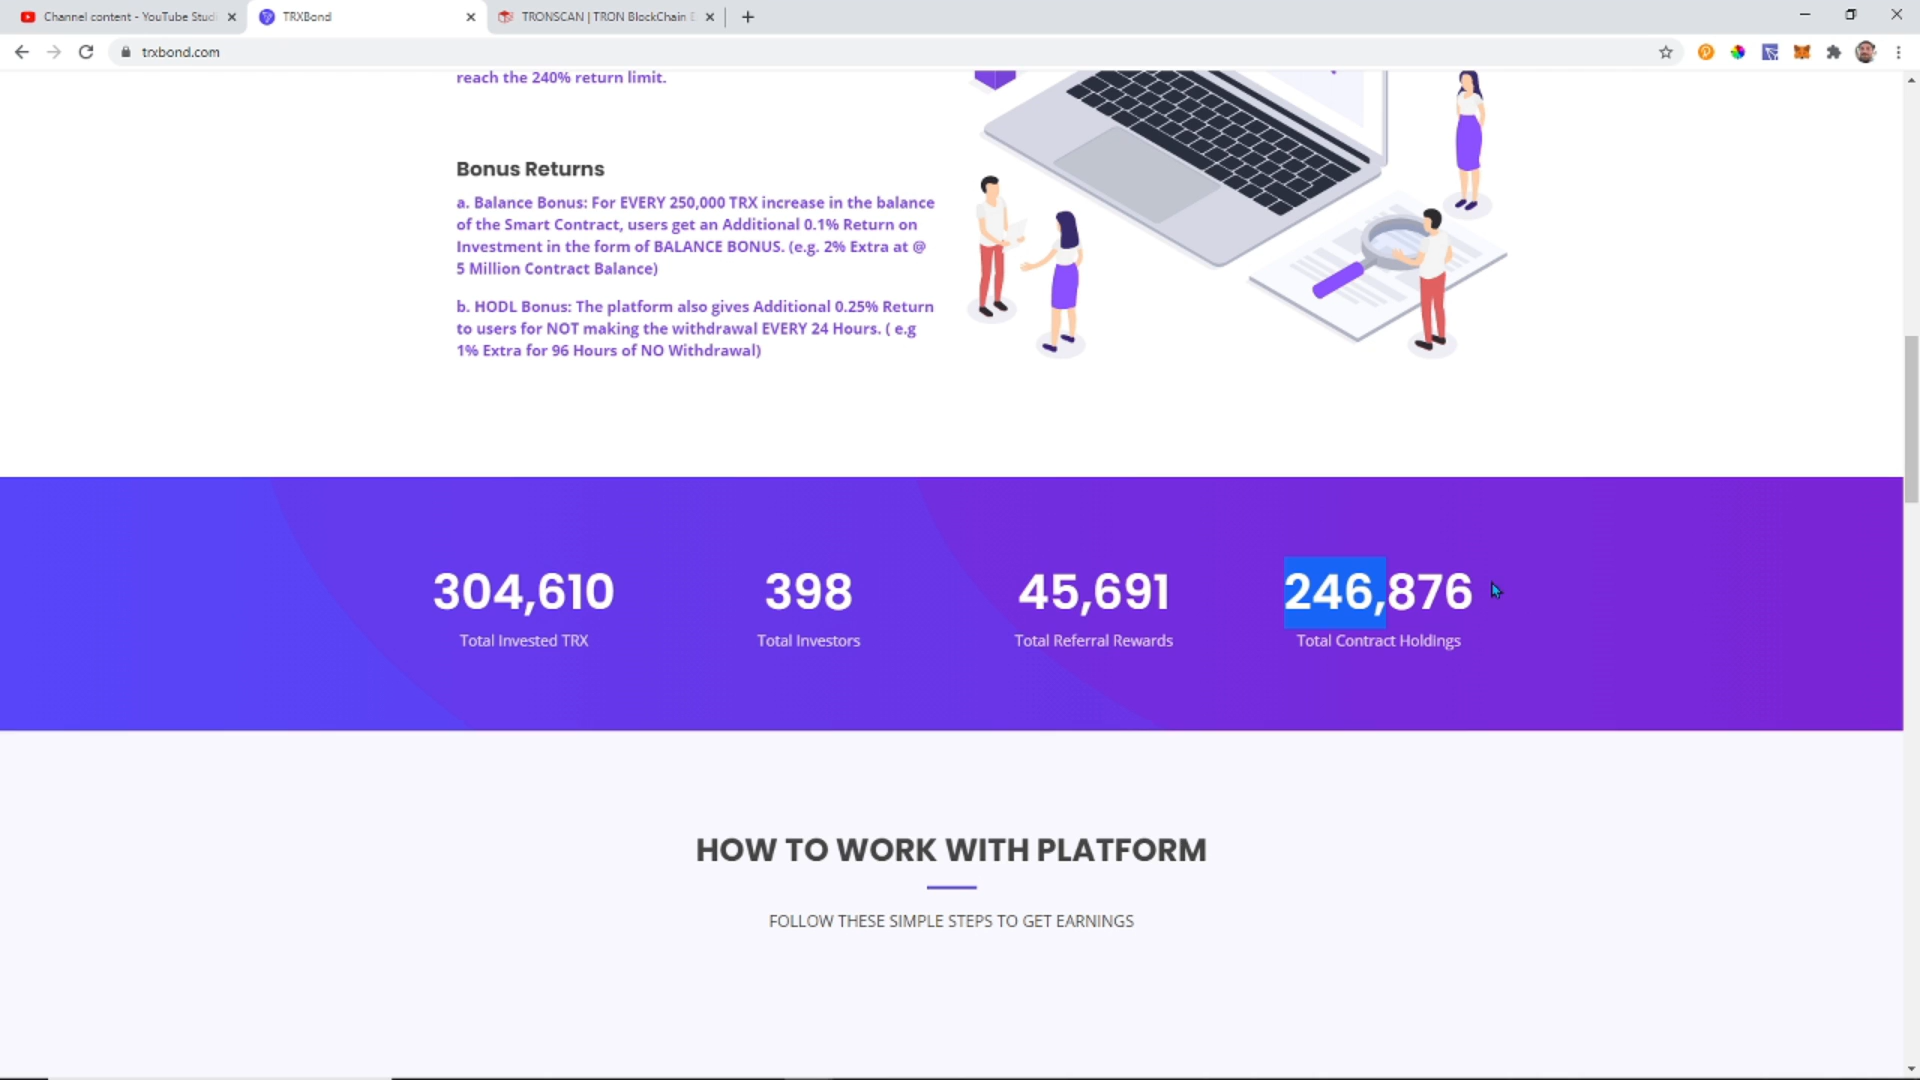 Channel content - YouTube Studi
TRXBond
TRONSCAN | TRON BlockChain E
trxbond.com
reach the 240% return limit.
Bonus Returns
a. Balance Bonus: For EVERY 250,000 TRX increase in the balance
of the Smart Contract, users get an Additional 0.1% Return on
Investment in the form of BALANCE BONUS. (e.g. 2% Extra at @
5 Million Contract Balance)
b. HODL Bonus: The platform also gives Additional 0.25% Return
to users for NOT making the withdrawal EVERY 24 Hours. ( e.g
1% Extra for 96 Hours of NO Withdrawal)
304,610
Total Invested TRX
398
Total Investors
45,691
Total Referral Rewards
246,876
Total Contract Holdings
HOW TO WORK WITH PLATFORM
FOLLOW THESE SIMPLE STEPS TO GET EARNINGS